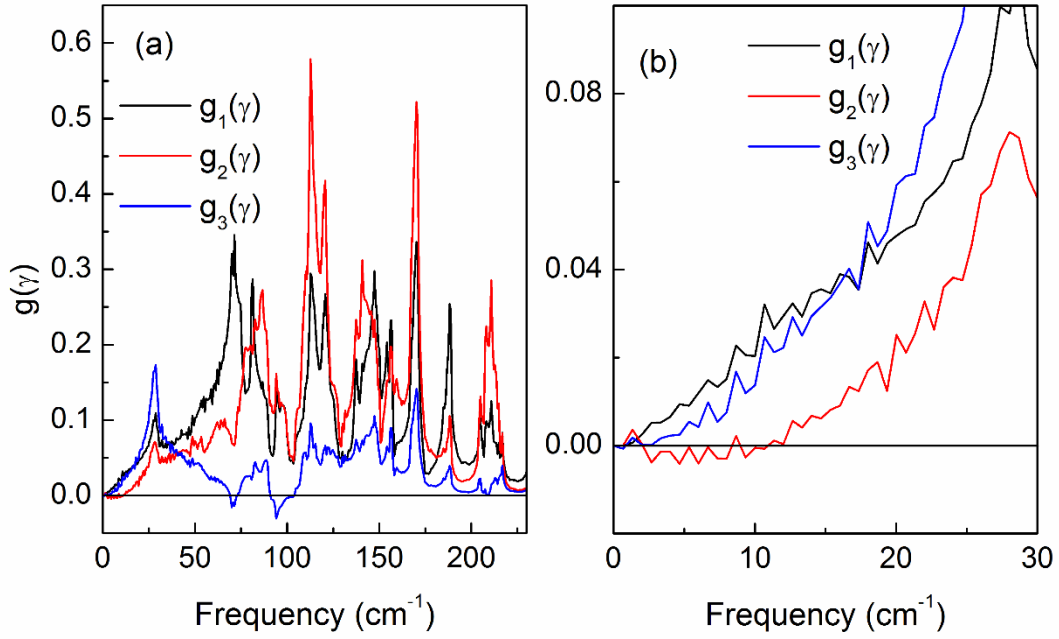 (a)
g₁(γ)
g₂(γ)
g₃(γ)
g(γ)
0.6
0.5
0.4
0.3
0.2
0.1
0.0
0 50 100 150 200
Frequency (cm⁻¹)
(b)
g₁(γ)
g₂(γ)
g₃(γ)
0.08
0.04
0.00
0 10 20 30
Frequency (cm⁻¹)